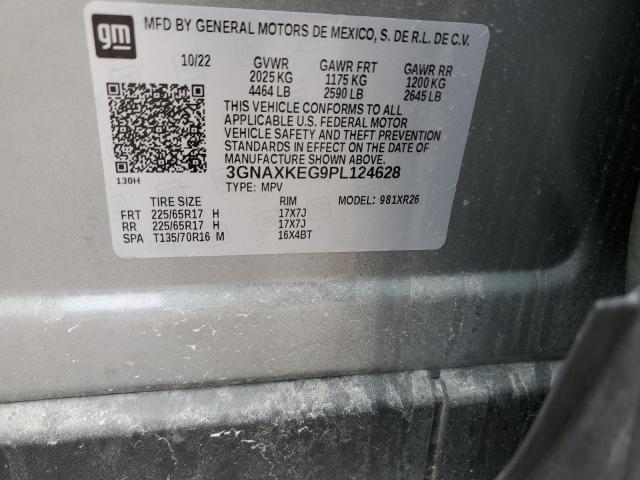 gm
MFD BY GENERAL MOTORS DE MEXICO, S. DE R.L. DE C.V.
10/22 GVWR GAWR FRT GAWR RR
2025 KG 1175 KG 1200 KG
4464 LB 2590 LB 2645 LB
THIS VEHICLE CONFORMS TO ALL
APPLICABLE U.S. FEDERAL MOTOR
VEHICLE SAFETY AND THEFT PREVENTION
STANDARDS IN EFFECT ON THE DATE OF
MANUFACTURE SHOWN ABOVE.
130H 3GNAXKEG9PL124628
TYPE: MPV
TIRE SIZE RIM MODEL: 981XR26
FRT 225/65R17 H 17X7J
RR 225/65R17 H 17X7J
SPA T135/70R16 M 16X4BT